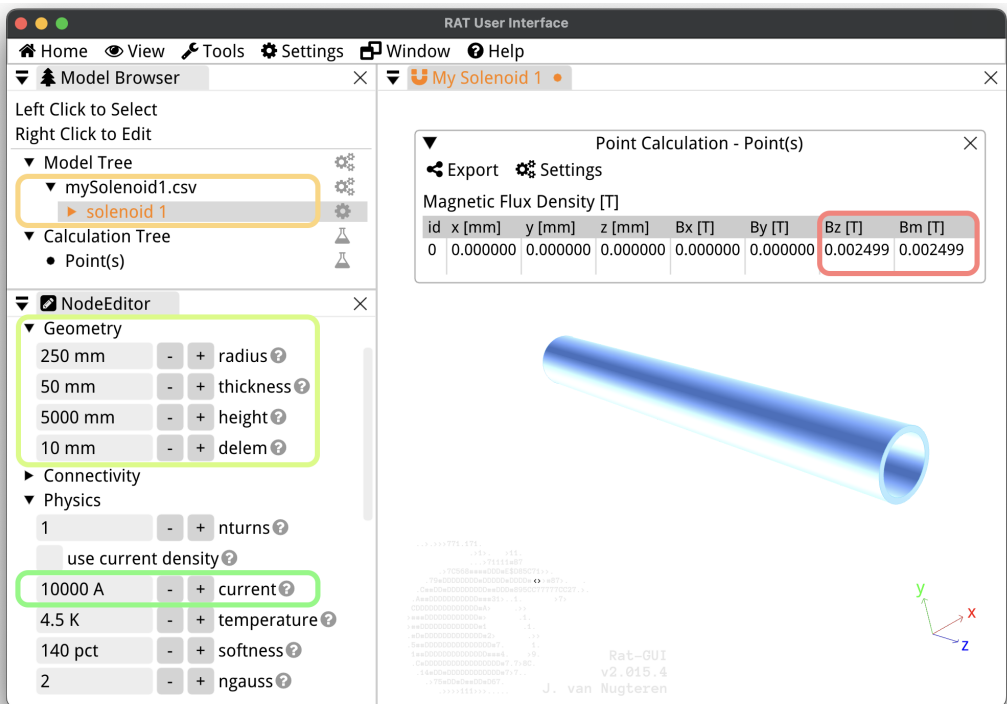 RAT User Interface
Home View Tools Settings Window Help
Model Browser
Left Click to Select
Right Click to Edit
Model Tree
mySolenoid1.csv
solenoid 1
Calculation Tree
Point(s)
NodeEditor
Geometry
250 mm - + radius ?
50 mm - + thickness ?
5000 mm - + height ?
10 mm - + delem ?
Connectivity
Physics
1 - + nturns ?
use current density ?
10000 A - + current ?
4.5 K - + temperature ?
140 pct - + softness ?
2 - + ngauss ?
My Solenoid 1
Point Calculation - Point(s)
Export Settings
Magnetic Flux Density [T]
id x [mm] y [mm] z [mm] Bx [T] By [T] Bz [T] Bm [T]
0 0.000000 0.000000 0.000000 0.000000 0.000000 0.002499 0.002499
y
x
z
Rat-GUI
v2.015.4
J. van Nugteren